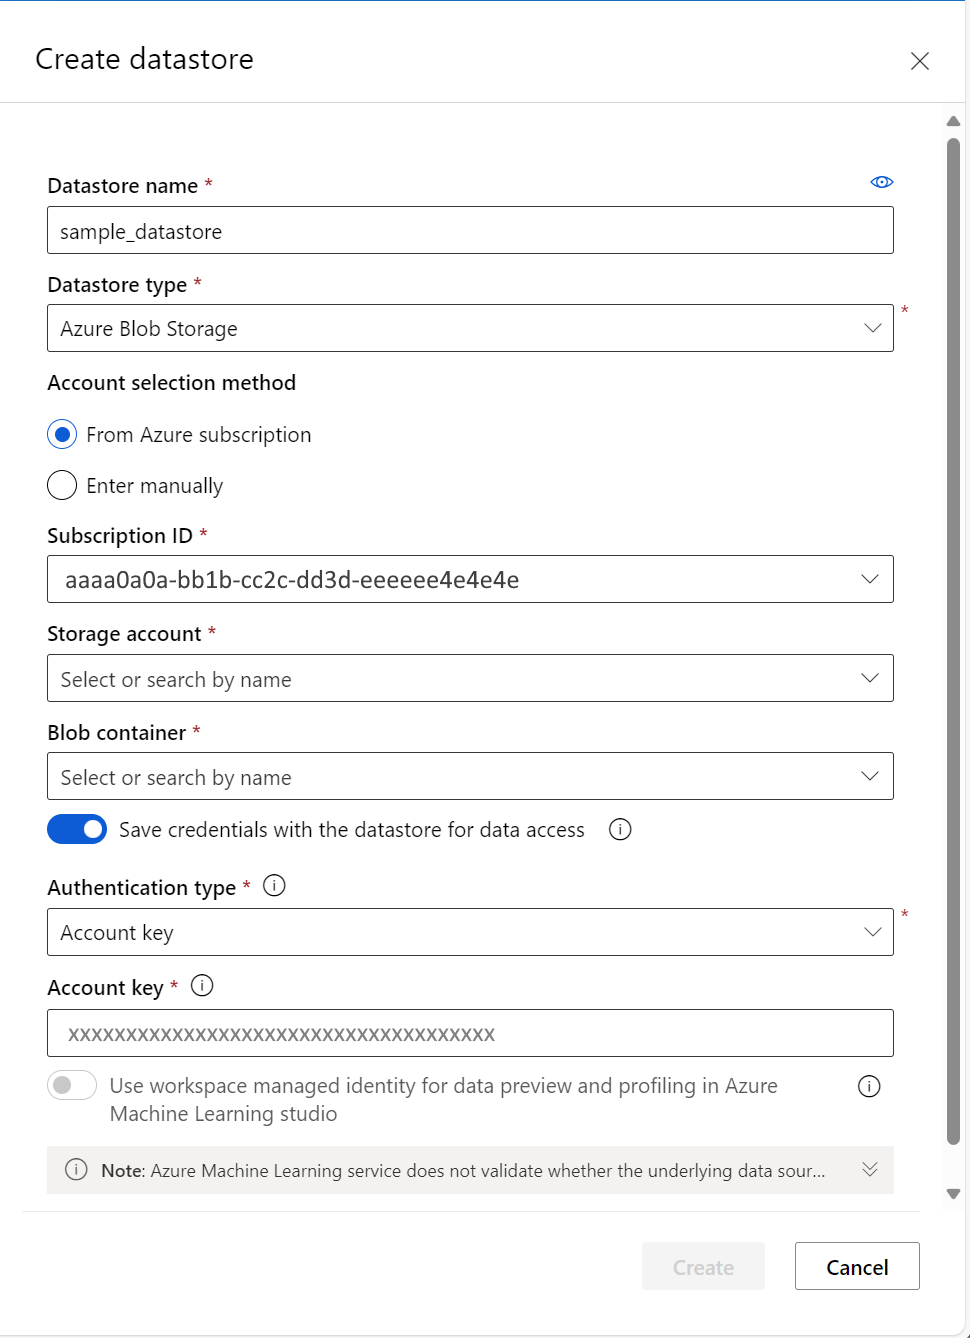 Create datastore
Datastore name *
sample_datastore
Datastore type *
Azure Blob Storage
*
Account selection method
From Azure subscription
Enter manually
Subscription ID *
aaaa0a0a-bb1b-cc2c-dd3d-eeeeee4e4e4e
Storage account *
Select or search by name
Blob container *
Select or search by name
Save credentials with the datastore for data access
Authentication type *
Account key
*
Account key *
xxxxxxxxxxxxxxxxxxxxxxxxxxxxxxxxxxxxx
Use workspace managed identity for data preview and profiling in Azure
Machine Learning studio
Note: Azure Machine Learning service does not validate whether the underlying data sour...
Create
Cancel